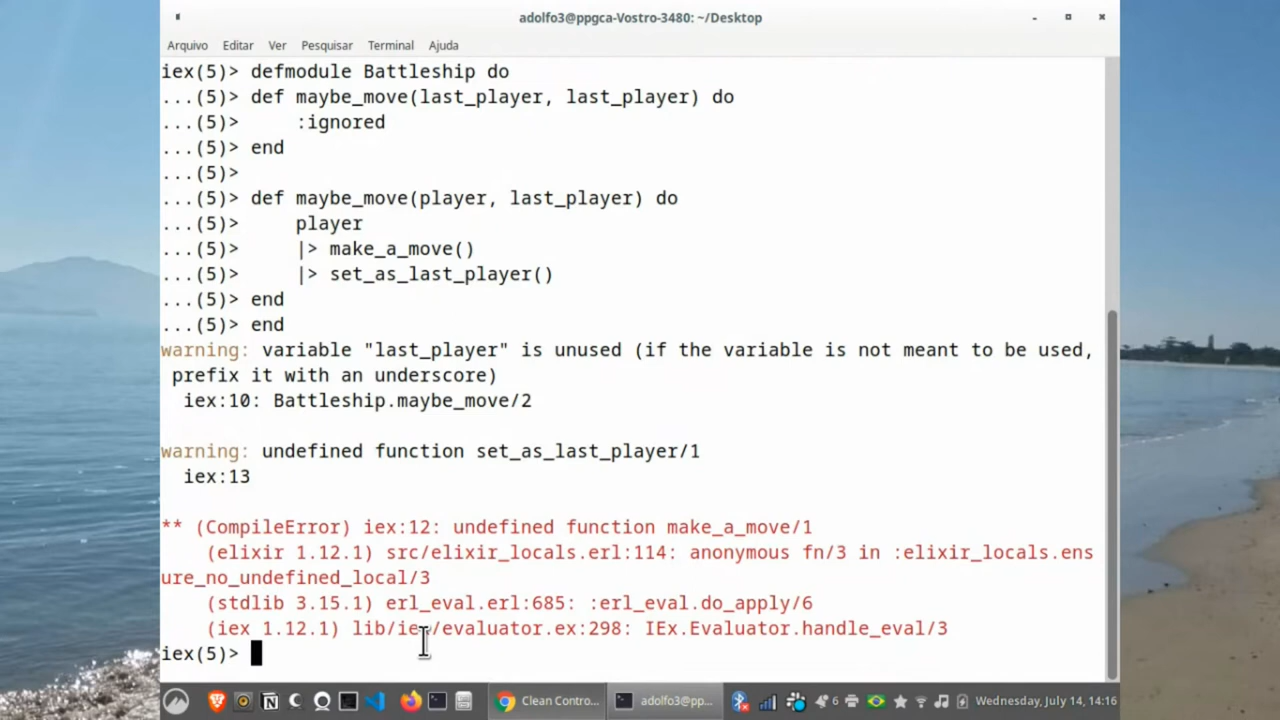 adolfo3@ppgca-Vostro-3480: ~/Desktop
Arquivo Editar Ver Pesquisar Terminal Ajuda
iex(5)> defmodule Battleship do
...(5)> def maybe_move(last_player, last_player) do
...(5)>     :ignored
...(5)> end
...(5)>
...(5)> def maybe_move(player, last_player) do
...(5)>     player
...(5)>     |> make_a_move()
...(5)>     |> set_as_last_player()
...(5)> end
...(5)> end
warning: variable "last_player" is unused (if the variable is not meant to be used,
prefix it with an underscore)
  iex:10: Battleship.maybe_move/2
warning: undefined function set_as_last_player/1
  iex:13
** (CompileError) iex:12: undefined function make_a_move/1
    (elixir 1.12.1) src/elixir_locals.erl:114: anonymous fn/3 in :elixir_locals.ens
ure_no_undefined_local/3
    (stdlib 3.15.1) erl_eval.erl:685: :erl_eval.do_apply/6
    (iex 1.12.1) lib/iex/evaluator.ex:298: IEx.Evaluator.handle_eval/3
iex(5)>
Clean Contro... adolfo3@pp... 6 Wednesday, July 14, 14:16